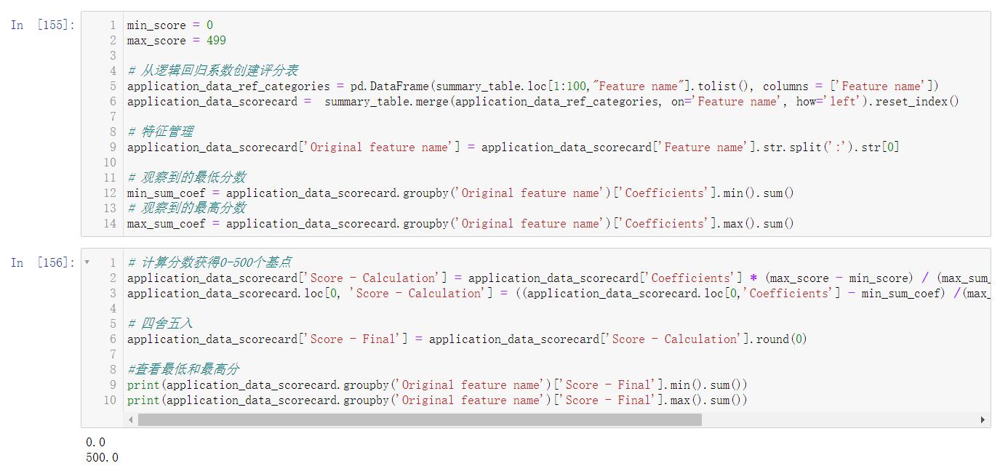 In [155]:
1 min_score = 0
2 max_score = 499
3
4 # 从逻辑回归系数创建评分表
5 application_data_ref_categories = pd.DataFrame(summary_table.loc[1:100,"Feature name"].tolist(), columns = ['Feature name'])
6 application_data_scorecard =  summary_table.merge(application_data_ref_categories, on='Feature name', how='left').reset_index()
7
8 # 特征管理
9 application_data_scorecard['Original feature name'] = application_data_scorecard['Feature name'].str.split(':').str[0]
10
11 # 观察到的最低分数
12 min_sum_coef = application_data_scorecard.groupby('Original feature name')['Coefficients'].min().sum()
13 # 观察到的最高分数
14 max_sum_coef = application_data_scorecard.groupby('Original feature name')['Coefficients'].max().sum()
In [156]:
1 # 计算分数获得0-500个基点
2 application_data_scorecard['Score - Calculation'] = application_data_scorecard['Coefficients'] * (max_score - min_score) / (max_sum_
3 application_data_scorecard.loc[0, 'Score - Calculation'] = ((application_data_scorecard.loc[0,'Coefficients'] - min_sum_coef) /(max_
4
5 # 四舍五入
6 application_data_scorecard['Score - Final'] = application_data_scorecard['Score - Calculation'].round(0)
7
8 #查看最低和最高分
9 print(application_data_scorecard.groupby('Original feature name')['Score - Final'].min().sum())
10 print(application_data_scorecard.groupby('Original feature name')['Score - Final'].max().sum())
0.0
500.0